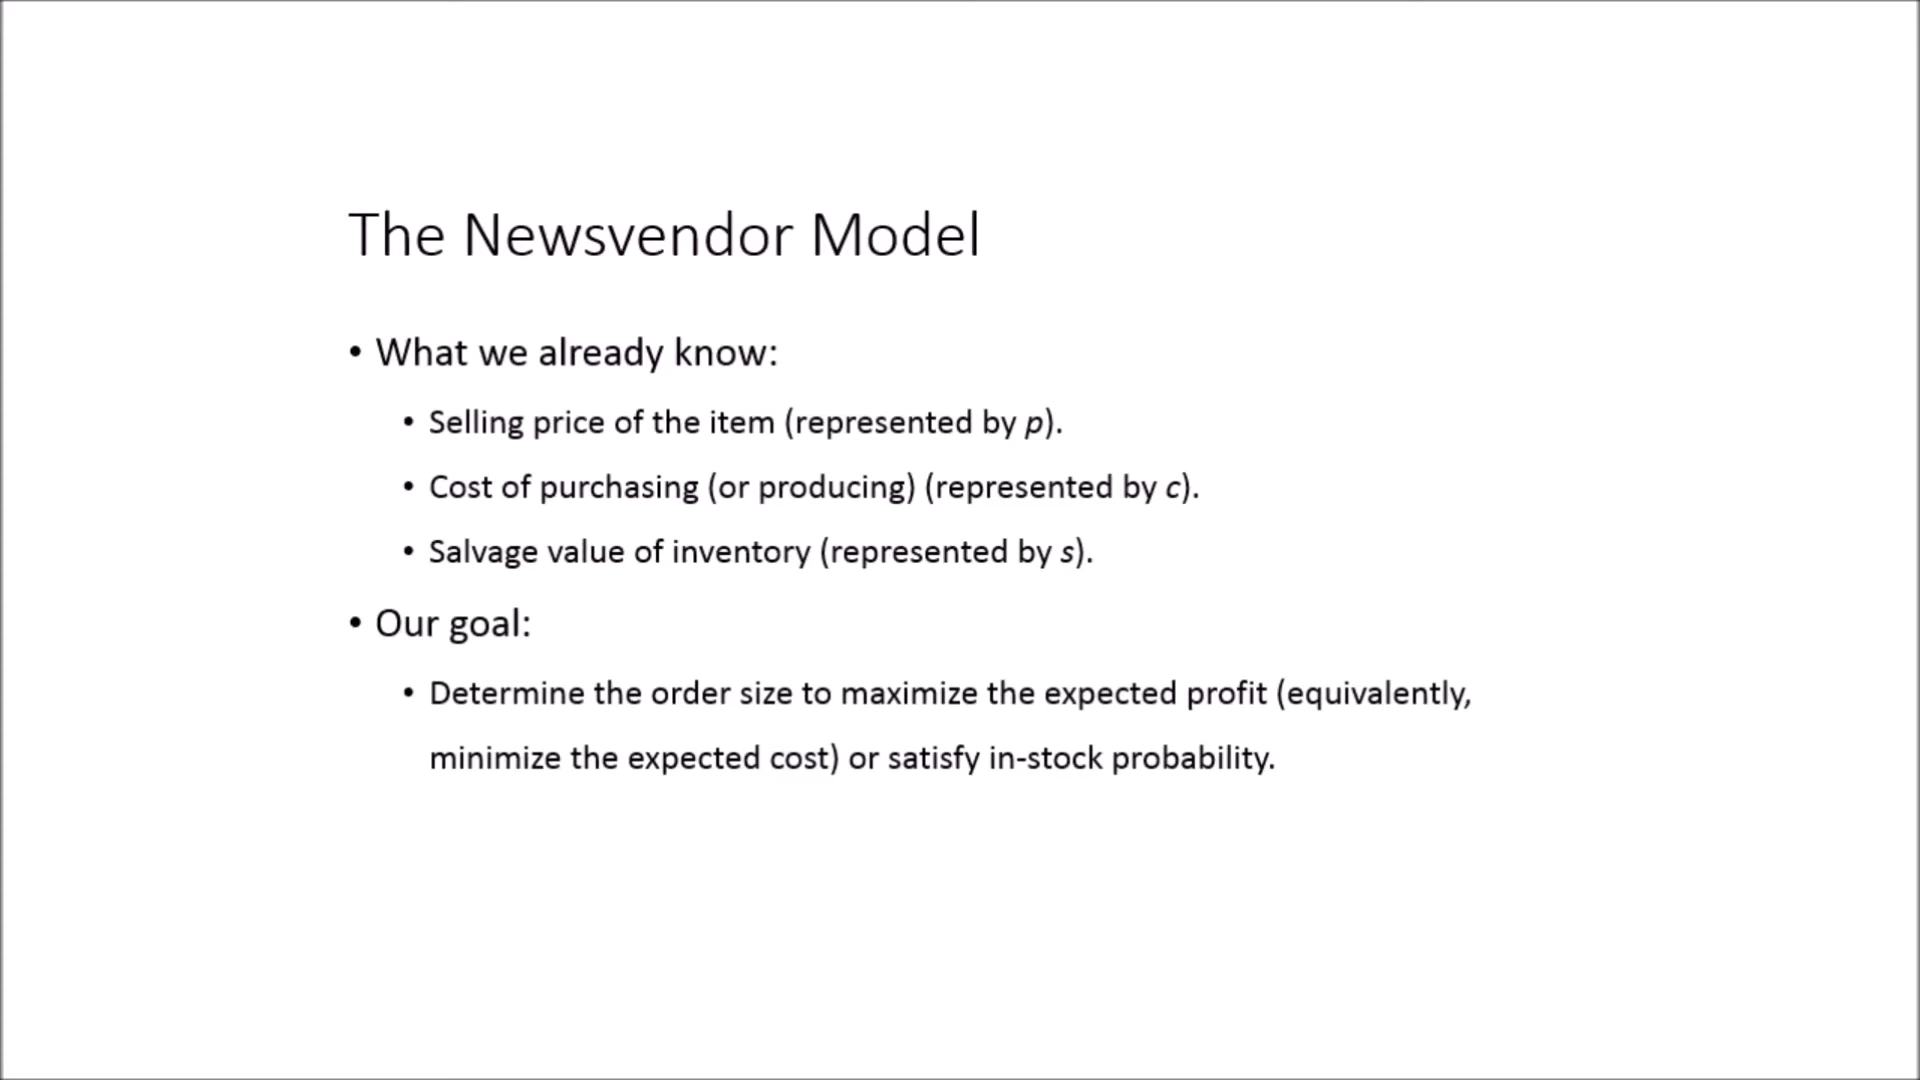 The Newsvendor Model
• What we already know:
• Selling price of the item (represented by p).
• Cost of purchasing (or producing) (represented by c).
• Salvage value of inventory (represented by s).
• Our goal:
• Determine the order size to maximize the expected profit (equivalently,
minimize the expected cost) or satisfy in-stock probability.